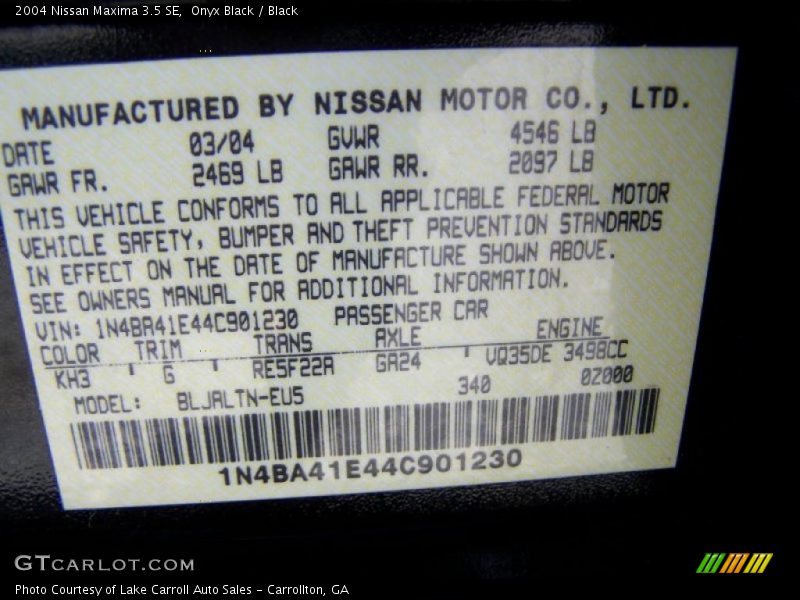 2004 Nissan Maxima 3.5 SE,  Onyx Black / Black
MANUFACTURED BY NISSAN MOTOR CO., LTD.
DATE 03/04 GVWR 4546 LB
GAWR FR. 2469 LB GAWR RR. 2097 LB
THIS VEHICLE CONFORMS TO ALL APPLICABLE FEDERAL MOTOR
VEHICLE SAFETY, BUMPER AND THEFT PREVENTION STANDARDS
IN EFFECT ON THE DATE OF MANUFACTURE SHOWN ABOVE.
SEE OWNERS MANUAL FOR ADDITIONAL INFORMATION.
VIN: 1N4BA41E44C901230 PASSENGER CAR
COLOR TRIM TRANS AXLE ENGINE
KH3 G RE5F22A GA24 VQ35DE 3498CC
MODEL: BLJALTN-EU5 340 02000
1N4BA41E44C901230
GTCARLOT.COM
Photo Courtesy of Lake Carroll Auto Sales - Carrollton, GA